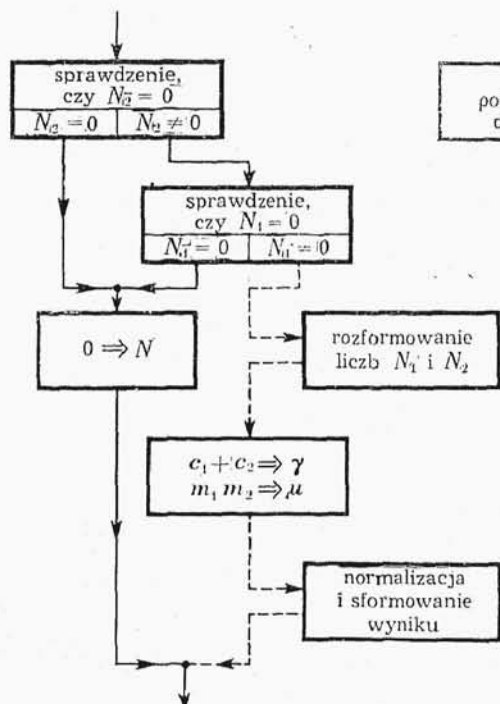 sprawdzenie,
czy N₂ = 0
N₂ = 0 N₂ ≠ 0
po
sprawdzenie,
czy N₁ = 0
N₁ = 0 N₁ = 0
0 ⇒ N
rozformowanie
liczb N₁ i N₂
c₁ + c₂ ⇒ γ
m₁ m₂ ⇒ μ
normalizacja
i sformowanie
wyniku